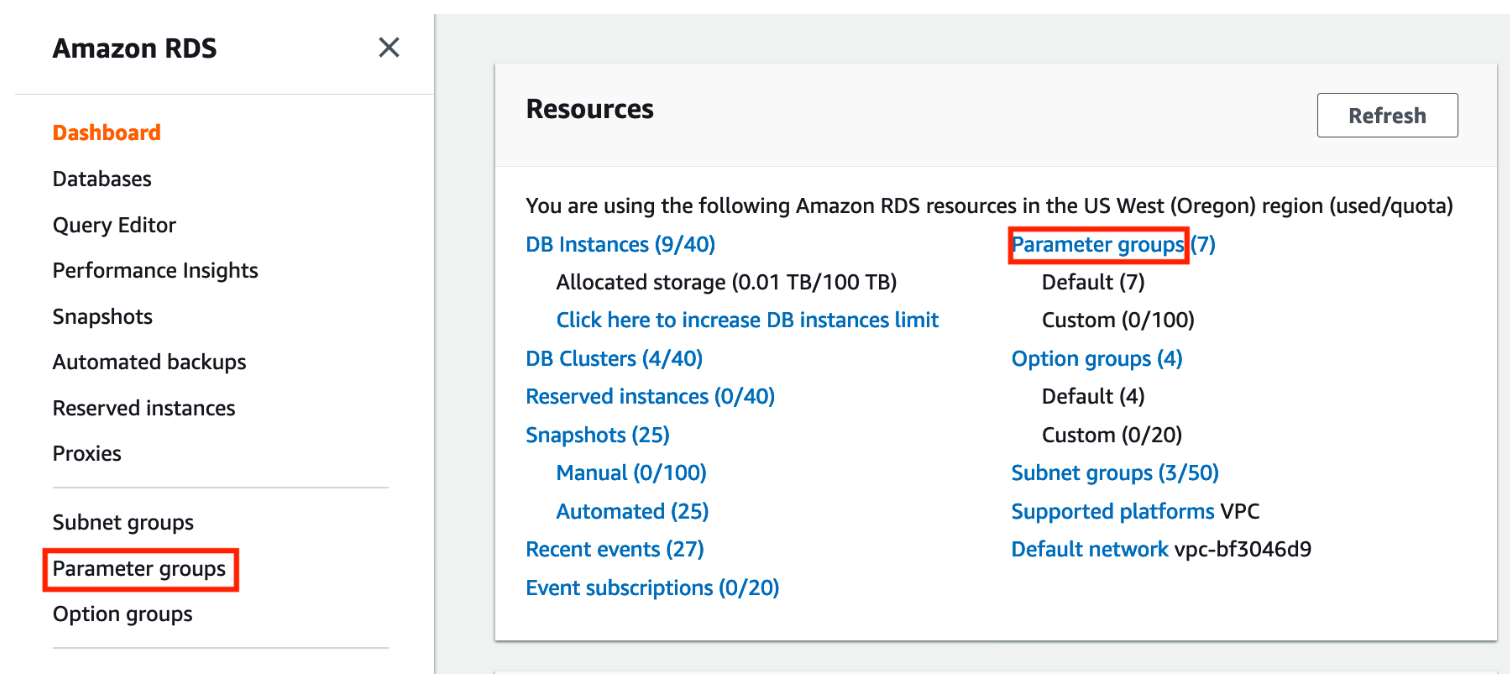 Amazon RDS
Dashboard
Databases
Query Editor
Performance Insights
Snapshots
Automated backups
Reserved instances
Proxies
Subnet groups
Parameter groups
Option groups
Resources
Refresh
You are using the following Amazon RDS resources in the US West (Oregon) region (used/quota)
DB Instances (9/40)
Allocated storage (0.01 TB/100 TB)
Click here to increase DB instances limit
DB Clusters (4/40)
Reserved instances (0/40)
Snapshots (25)
Manual (0/100)
Automated (25)
Recent events (27)
Event subscriptions (0/20)
Parameter groups (7)
Default (7)
Custom (0/100)
Option groups (4)
Default (4)
Custom (0/20)
Subnet groups (3/50)
Supported platforms VPC
Default network vpc-bf3046d9